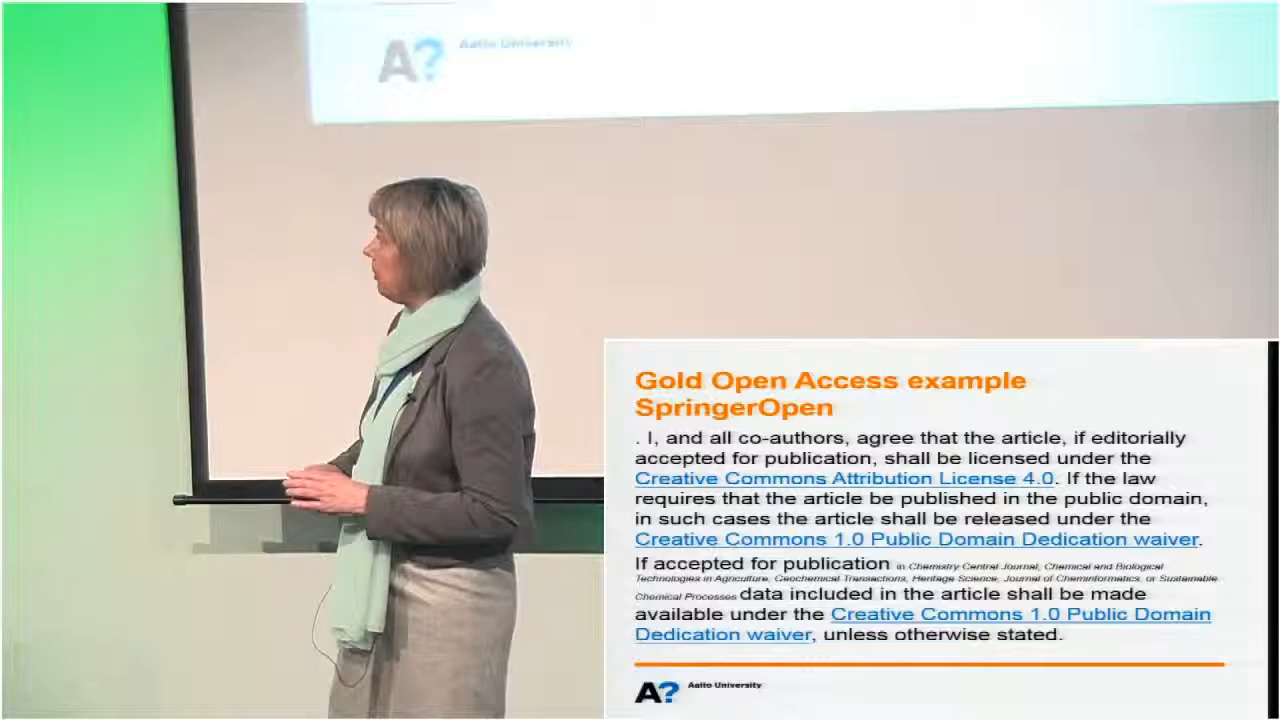 A? Aalto University
Gold Open Access example
SpringerOpen
. I, and all co-authors, agree that the article, if editorially
accepted for publication, shall be licensed under the
Creative Commons Attribution License 4.0. If the law
requires that the article be published in the public domain,
in such cases the article shall be released under the
Creative Commons 1.0 Public Domain Dedication waiver.
If accepted for publication in Chemistry Central Journal, Chemical and Biological
Technologies in Agriculture, Geochemical Transactions, Heritage Science, Journal of Cheminformatics, or Sustainable
Chemical Processes data included in the article shall be made
available under the Creative Commons 1.0 Public Domain
Dedication waiver, unless otherwise stated.
A? Aalto University